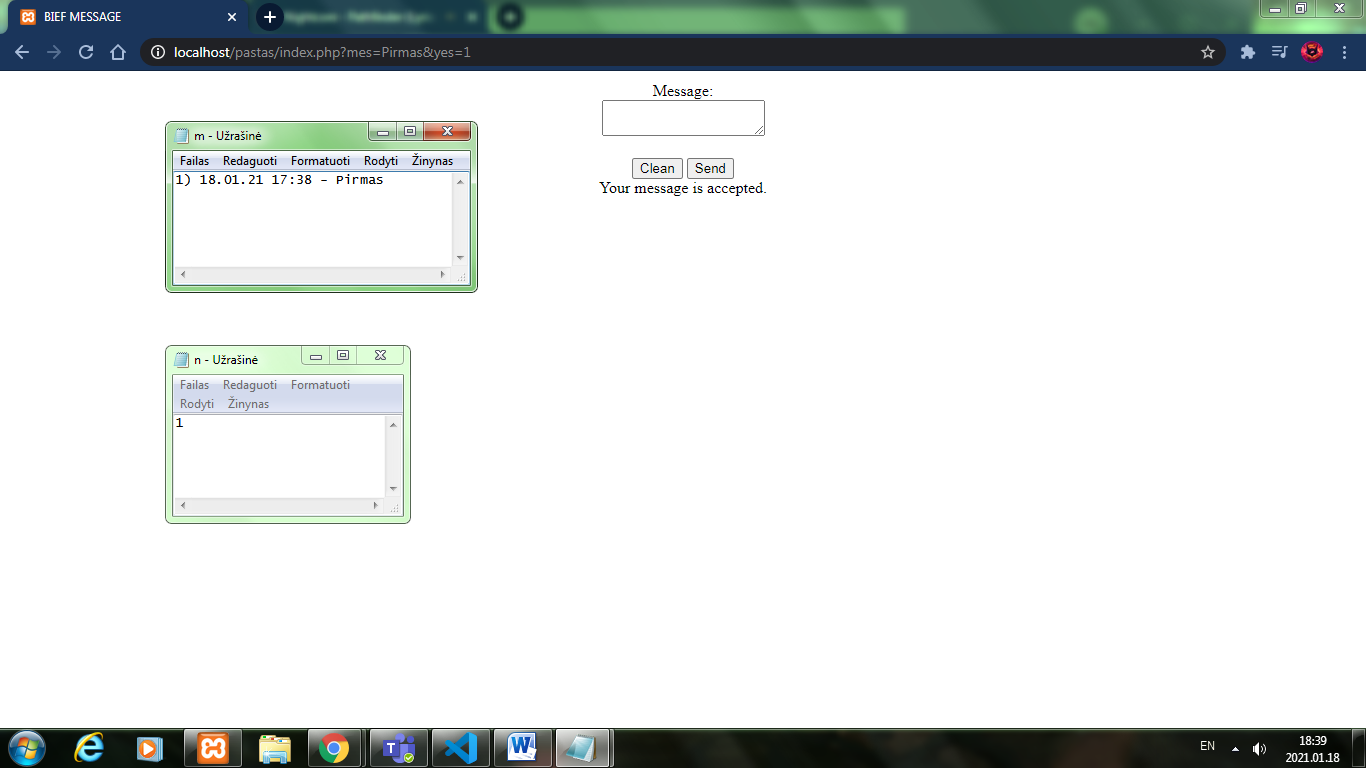 BIEF MESSAGE
localhost/pastas/index.php?mes=Pirmas&yes=1
Message:
Clean Send
Your message is accepted.
m - Užrašinė
Failas Redaguoti Formatuoti Rodyti Žinynas
1) 18.01.21 17:38 - Pirmas
n - Užrašinė
Failas Redaguoti Formatuoti
Rodyti Žinynas
1
EN
18:39
2021.01.18